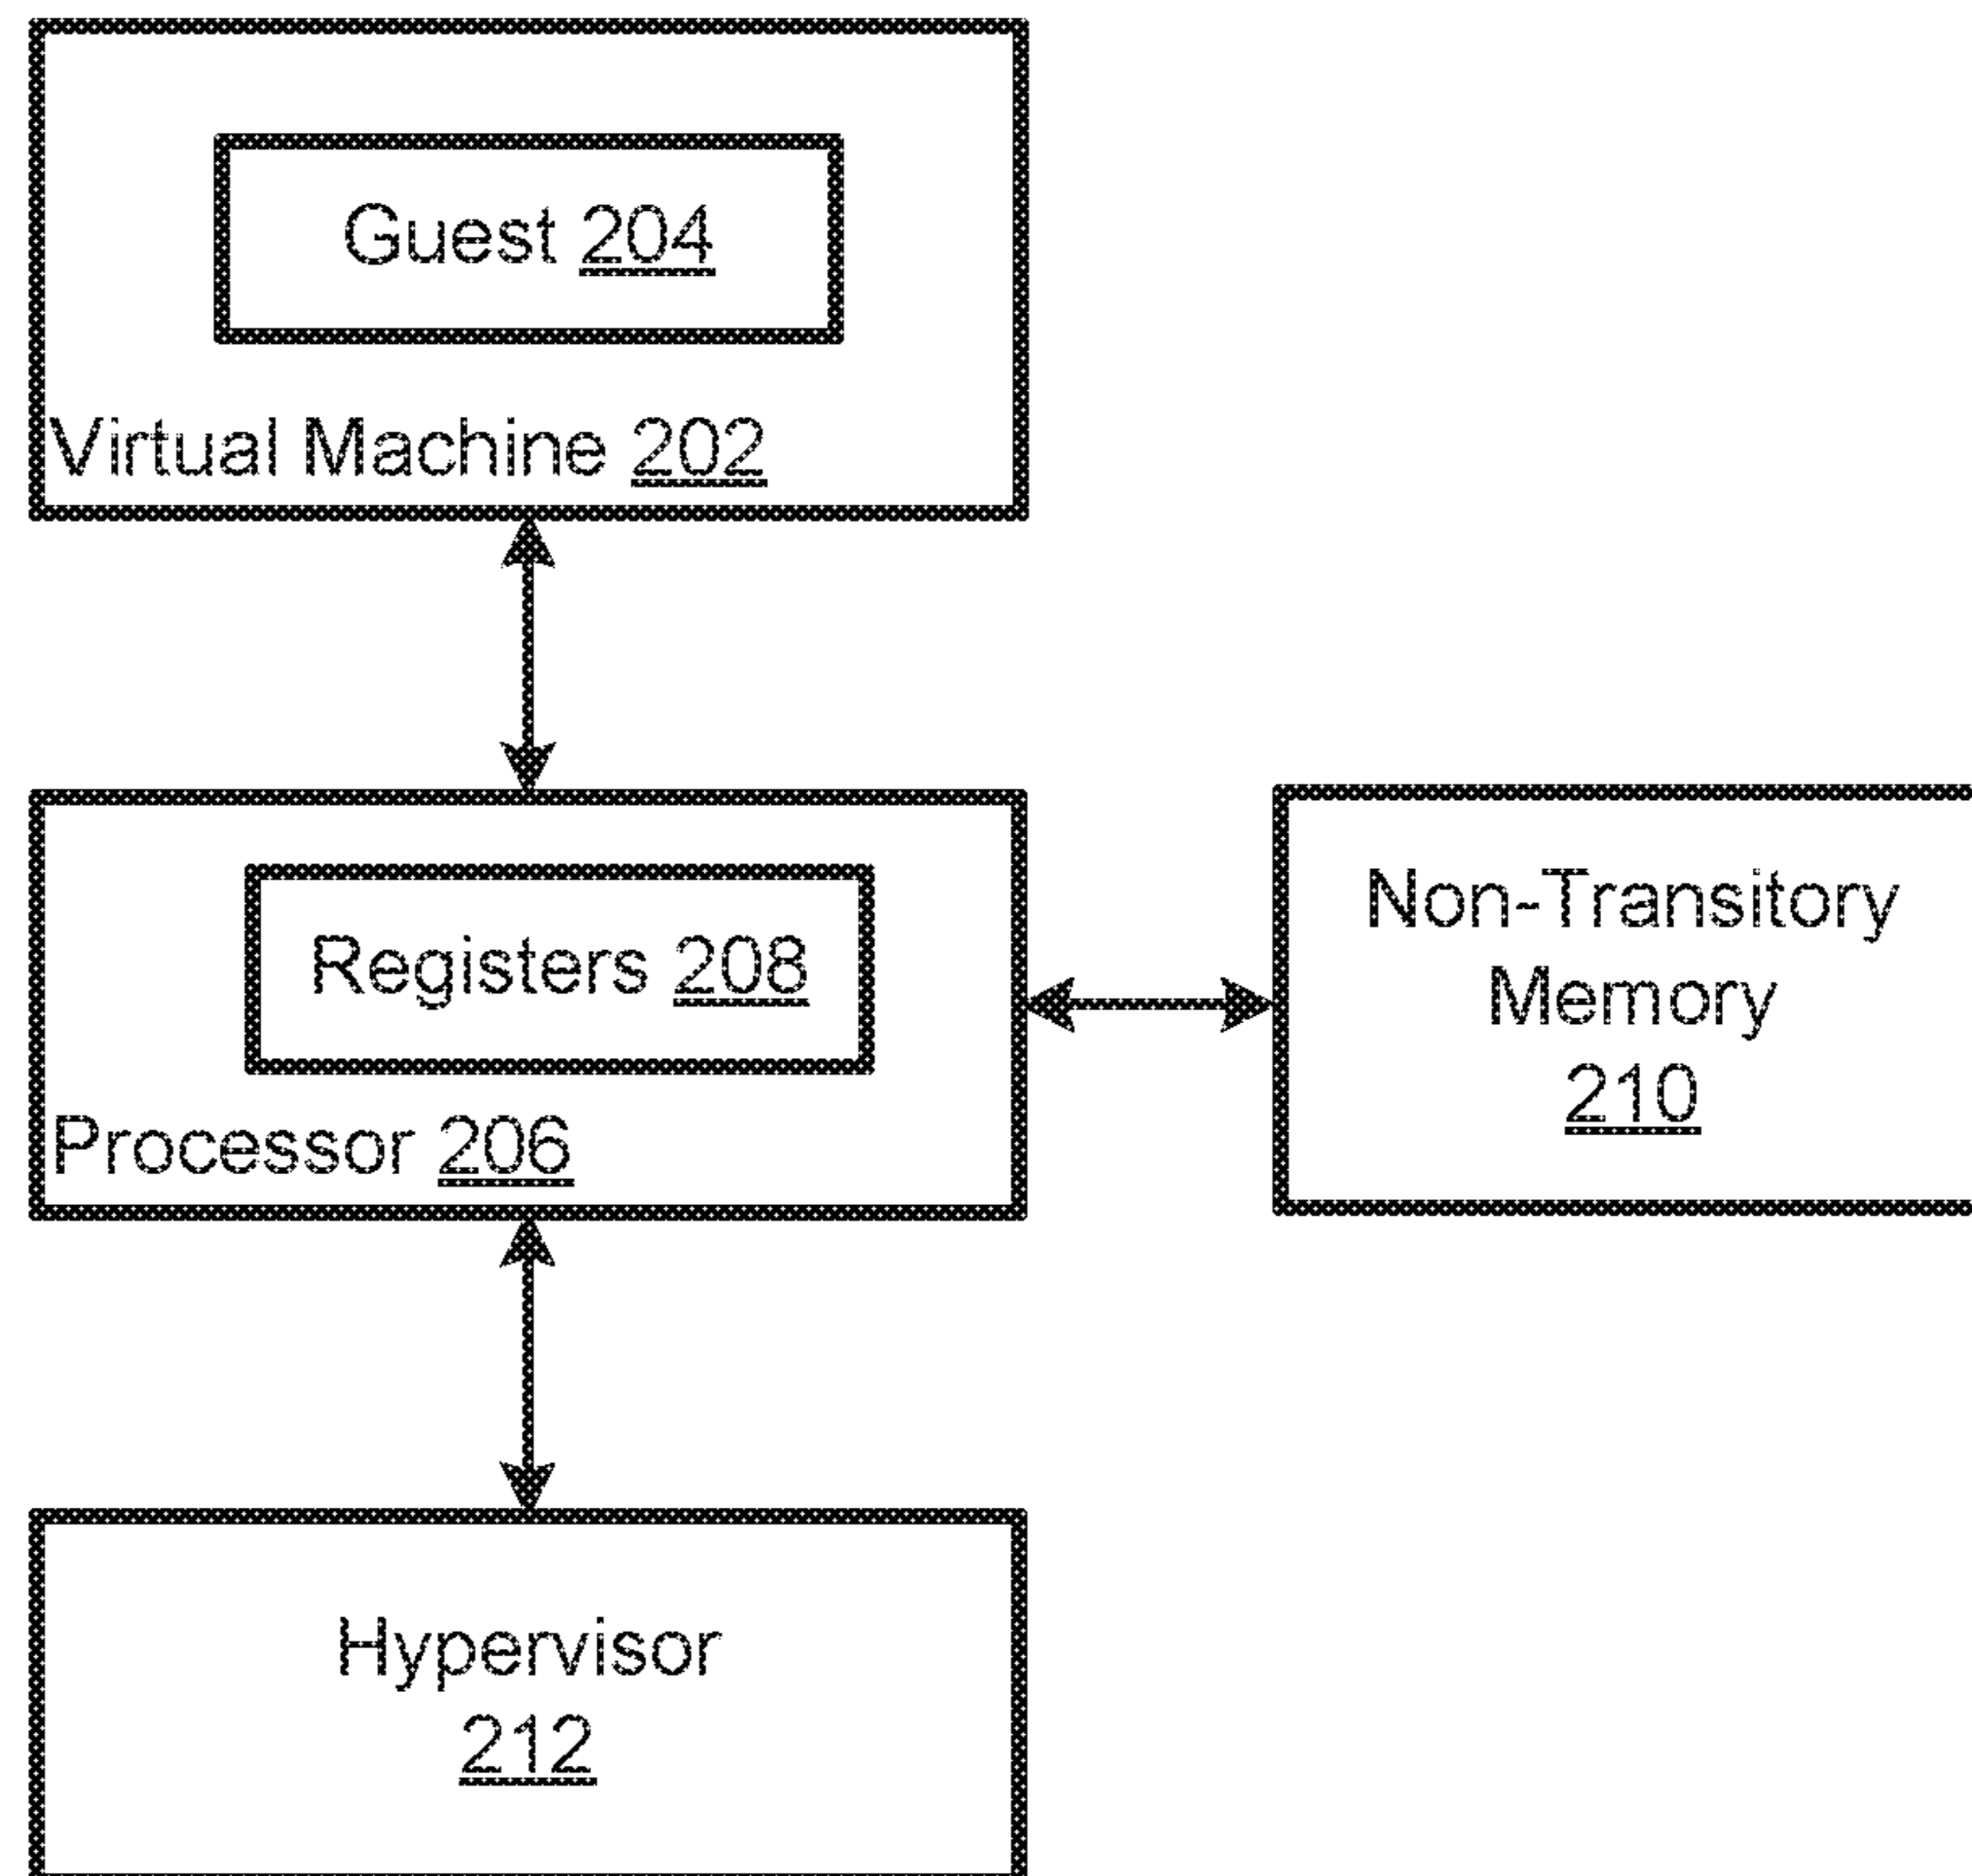 Guest 204
Virtual Machine 202
Registers 208
Processor 206
Non-Transitory
Memory
210
Hypervisor
212